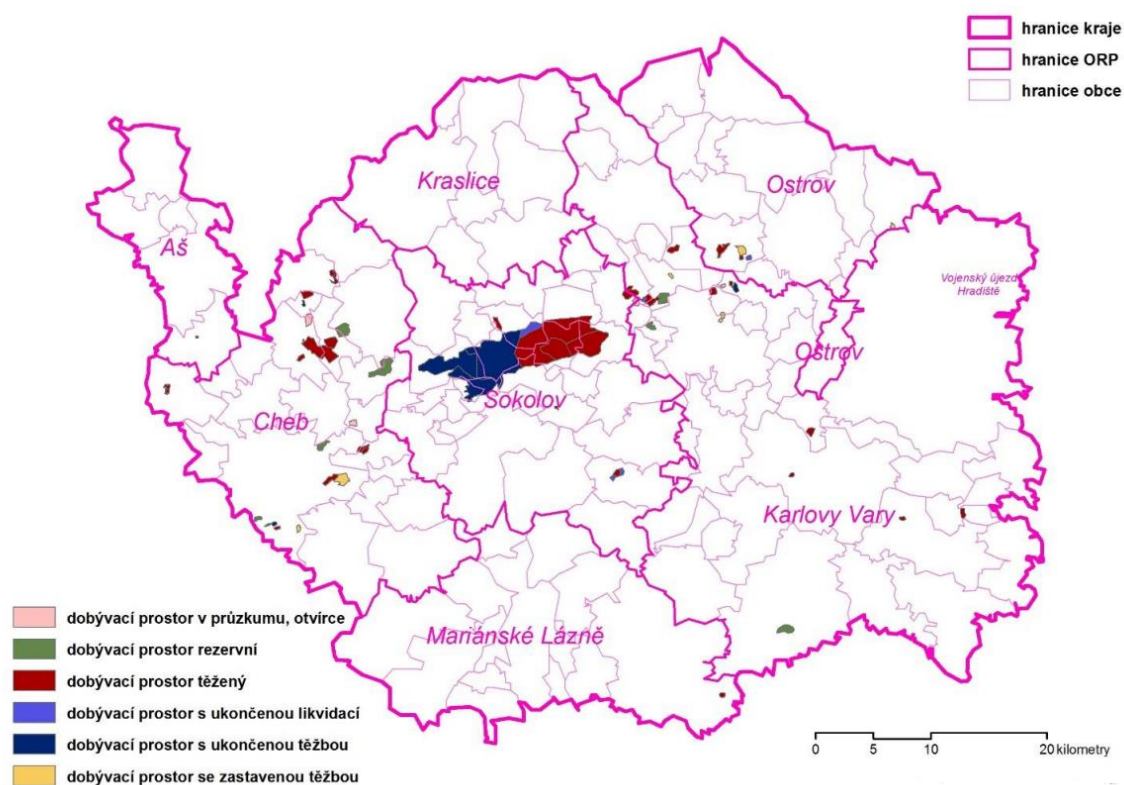 hranice kraje
hranice ORP
hranice obce
Kraslice
Ostrov
Aš
Vojenský újezd
Hradiště
Ostrov
Sokolov
Cheb
Karlovy Vary
Mariánské Lázně
dobývací prostor v průzkumu, otvírce
dobývací prostor rezervní
dobývací prostor těžený
dobývací prostor s ukončenou likvidací
dobývací prostor s ukončenou těžbou
dobývací prostor se zastavenou těžbou
0 5 10 20 kilometry